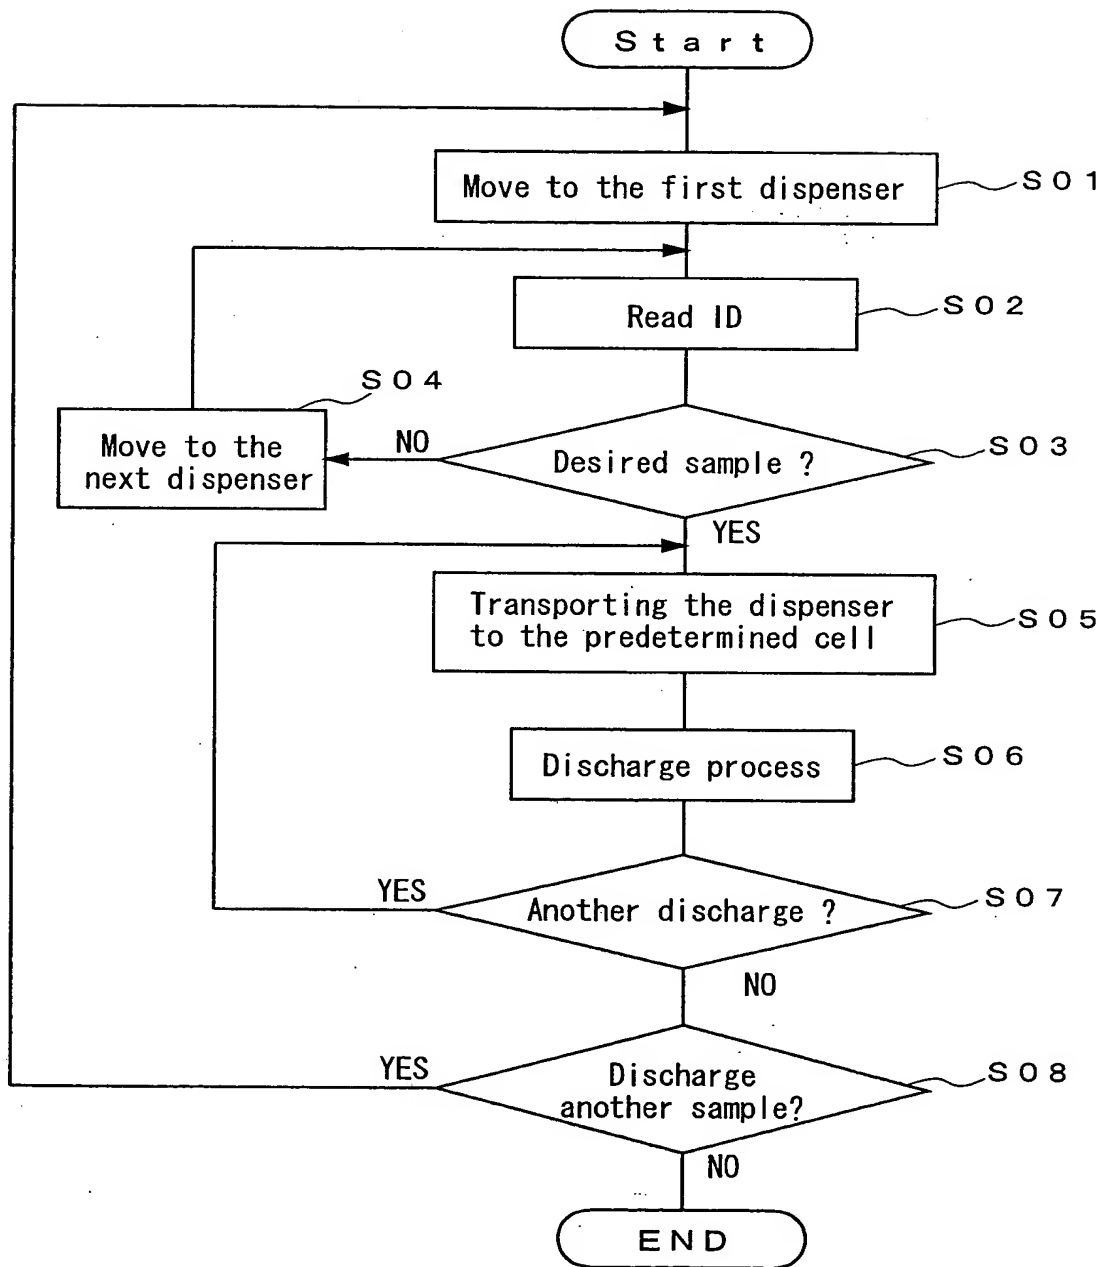 Start
Move to the first dispenser
S01
Read ID
S02
S04
Move to the
next dispenser
NO
Desired sample ?
S03
YES
Transporting the dispenser
to the predetermined cell
S05
Discharge process
S06
YES
Another discharge ?
S07
NO
YES
Discharge
another sample?
S08
NO
END